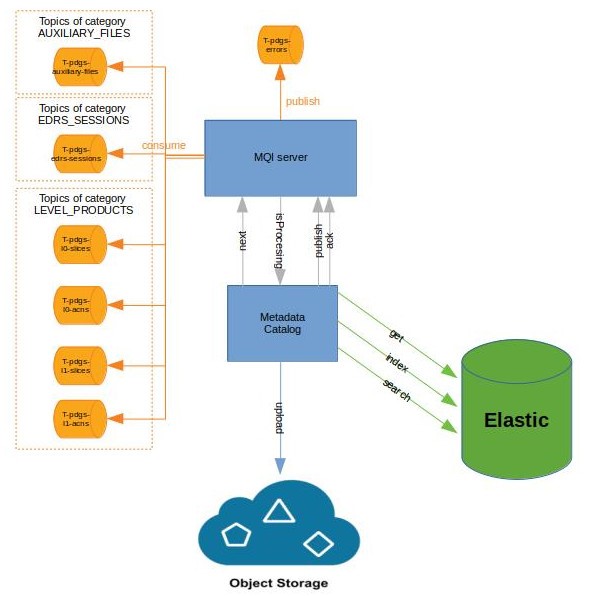 Topics of category
AUXILIARY_FILES
T-pdgs-
auxiliary-files
Topics of category
EDRS_SESSIONS
T-pdgs-
edrs-sessions
Topics of category
LEVEL_PRODUCTS
T-pdgs-
l0-slices
T-pdgs-
l0-acns
T-pdgs-
l1-slices
T-pdgs-
l1-acns
consume
T-pdgs-
errors
publish
MQI server
next
isProcesing
publish
ack
Metadata
Catalog
get
index
search
Elastic
upload
Object Storage